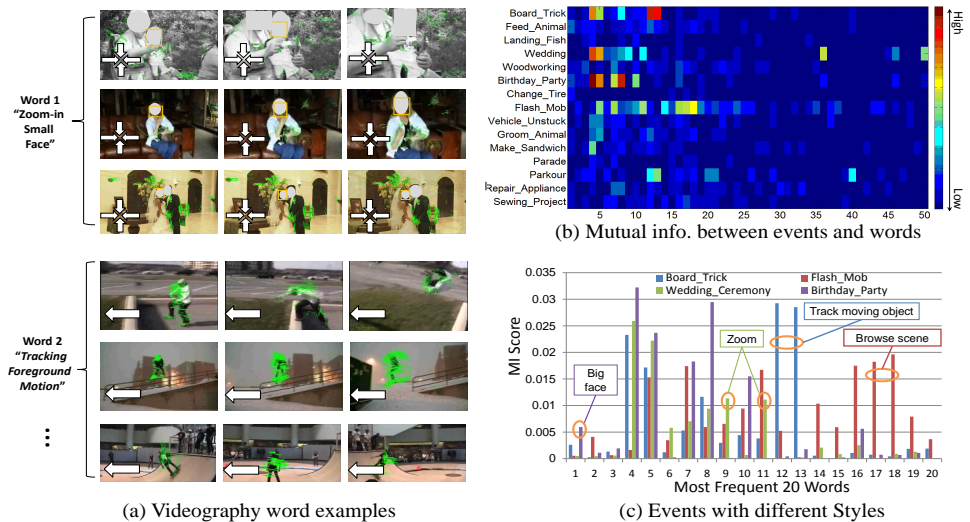 Word 1
"Zoom-in
Small
Face"
Word 2
"Tracking
Foreground
Motion"
(a) Videography word examples
Board_Trick
Feed_Animal
Landing_Fish
Wedding
Woodworking
Birthday_Party
Change_Tire
Flash_Mob
Vehicle_Unstuck
Groom_Animal
Make_Sandwich
Parade
Parkour
Repair_Appliance
Sewing_Project
5 10 15 20 25 30 35 40 45 50
High
Low
(b) Mutual info. between events and words
MI Score
0.035
0.03
0.025
0.02
0.015
0.01
0.005
0
Board_Trick Flash_Mob
Wedding_Ceremony Birthday_Party
Track moving object
Browse scene
Zoom
Big
face
1 2 3 4 5 6 7 8 9 10 11 12 13 14 15 16 17 18 19 20
Most Frequent 20 Words
(c) Events with different Styles